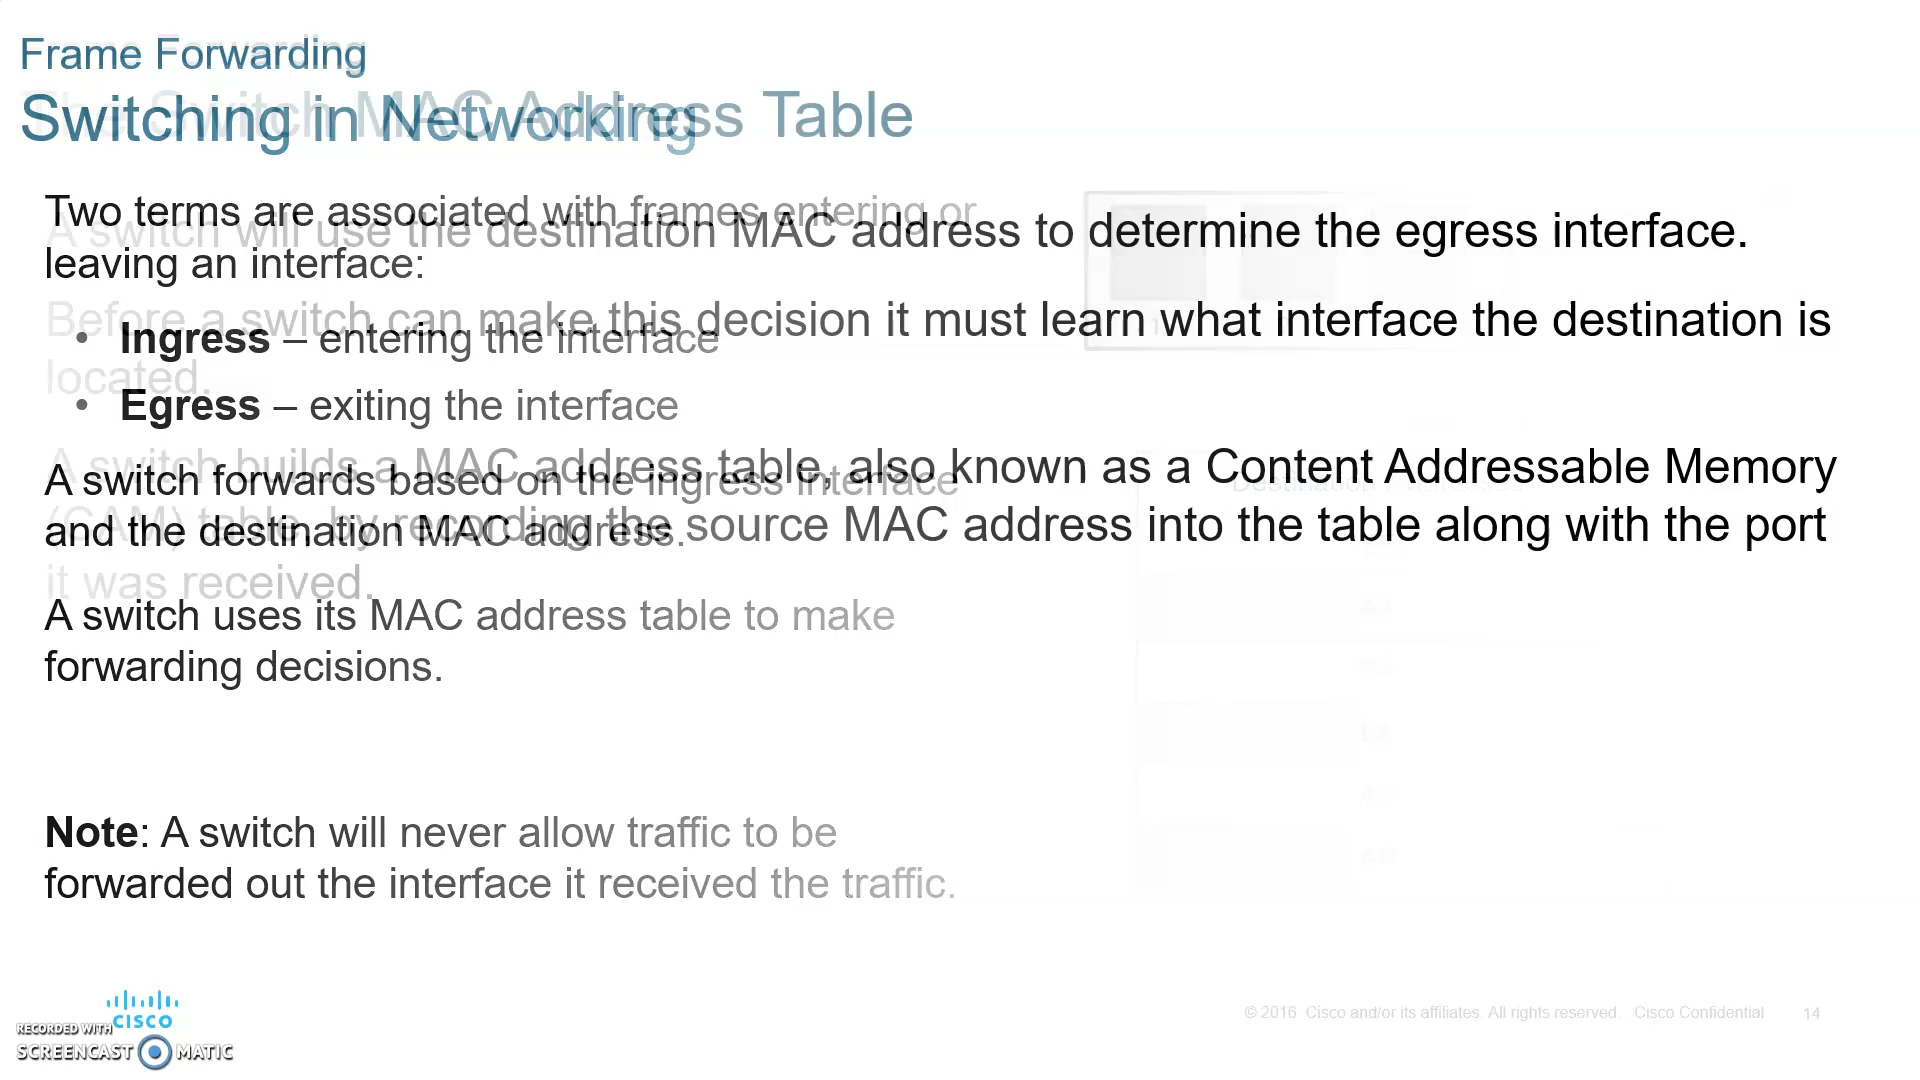 Frame Forwarding
Switching in Networking
The Switch MAC Address Table
Two terms are associated with frames entering or
leaving an interface:
• Ingress – entering the interface
• Egress – exiting the interface
A switch forwards based on the ingress interface
and the destination MAC address.
A switch uses its MAC address table to make
forwarding decisions.
Note: A switch will never allow traffic to be
forwarded out the interface it received the traffic.
A switch will use the destination MAC address to determine the egress interface.
Before a switch can make this decision it must learn what interface the destination is
located.
A switch builds a MAC address table, also known as a Content Addressable Memory
(CAM) table, by recording the source MAC address into the table along with the port
it was received.
CISCO
RECORDED WITH
SCREENCAST MATIC
© 2016 Cisco and/or its affiliates. All rights reserved. Cisco Confidential 14